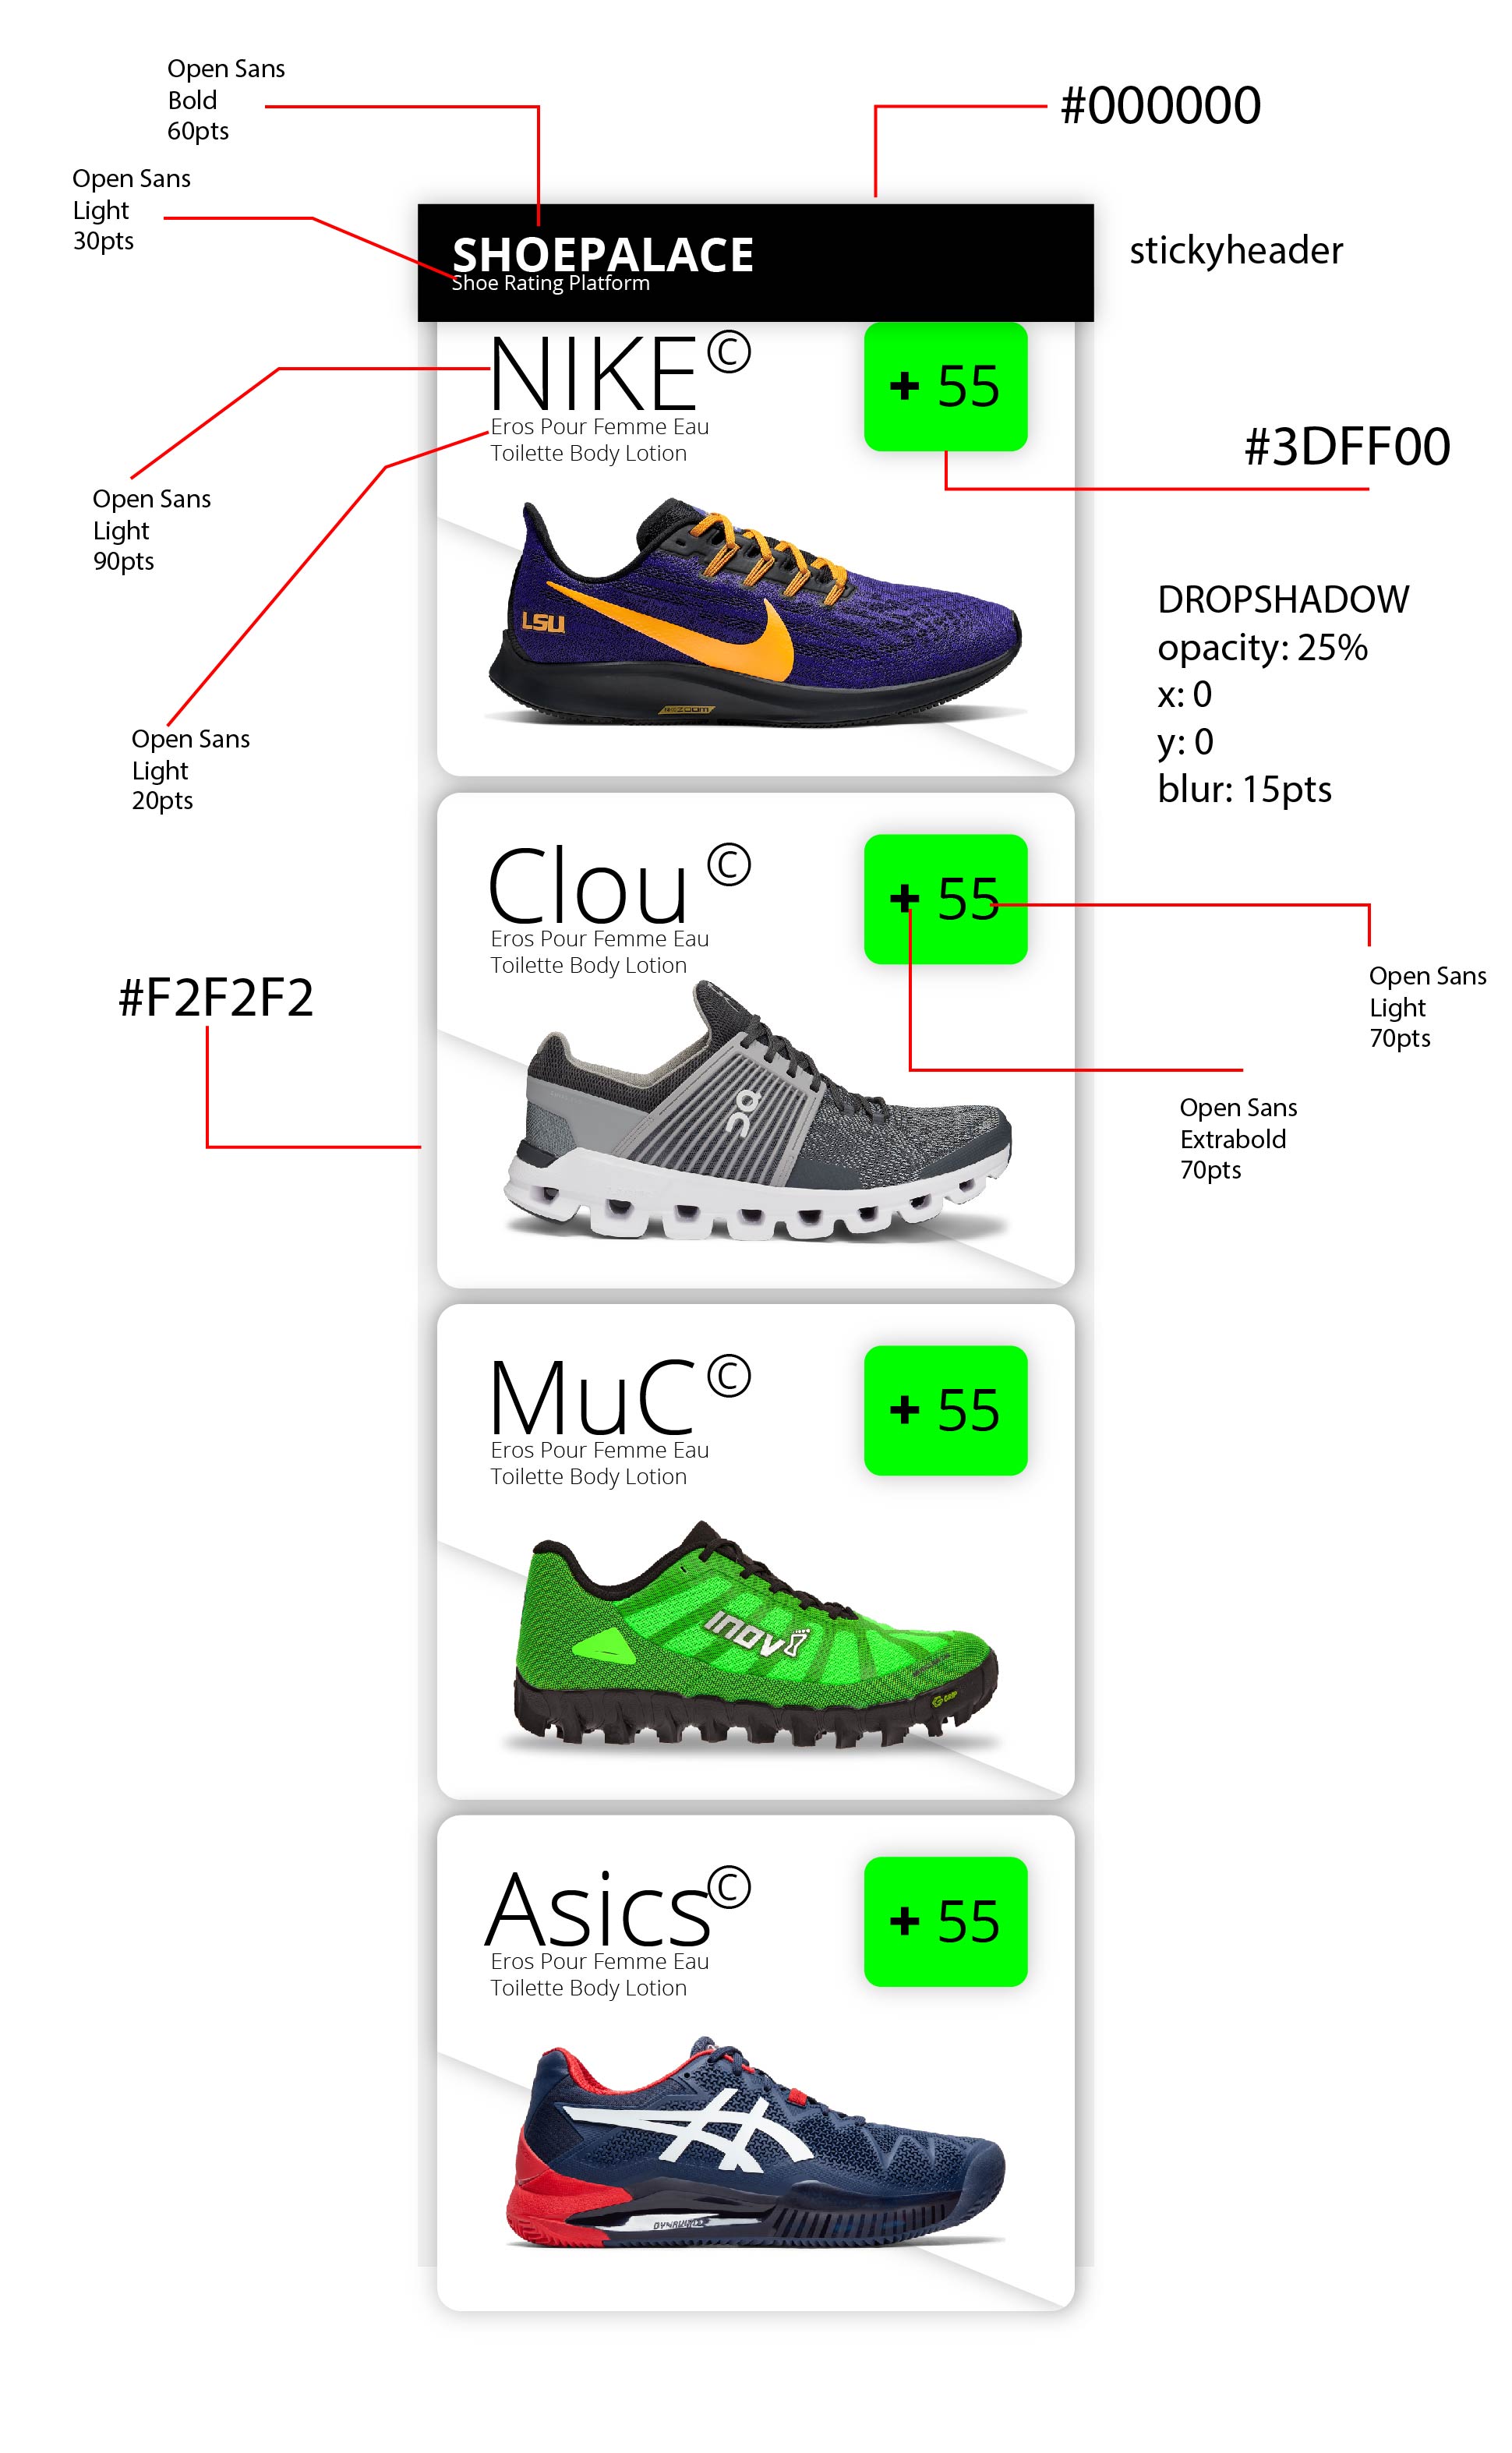 Open Sans
Bold
60pts
#000000
Open Sans
Light
30pts
SHOEPALACE
Shoe Rating Platform
stickyheader
NIKE©
+ 55
Eros Pour Femme Eau
Toilette Body Lotion
#3DFF00
Open Sans
Light
90pts
LSU
ZOOM
DROPSHADOW
opacity: 25%
x: 0
y: 0
blur: 15pts
Open Sans
Light
20pts
Clou ©
+ 55
Eros Pour Femme Eau
Toilette Body Lotion
#F2F2F2
Open Sans
Light
70pts
Open Sans
Extrabold
70pts
MuC©
+ 55
Eros Pour Femme Eau
Toilette Body Lotion
inov8
Asics©
+ 55
Eros Pour Femme Eau
Toilette Body Lotion